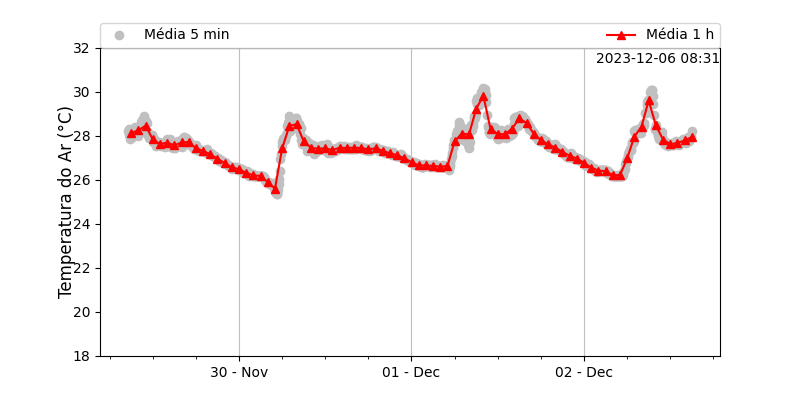 Média 5 min
Média 1 h
2023-12-06 08:31
Temperatura do Ar (°C)
32
30
28
26
24
22
20
18
30 - Nov
01 - Dec
02 - Dec